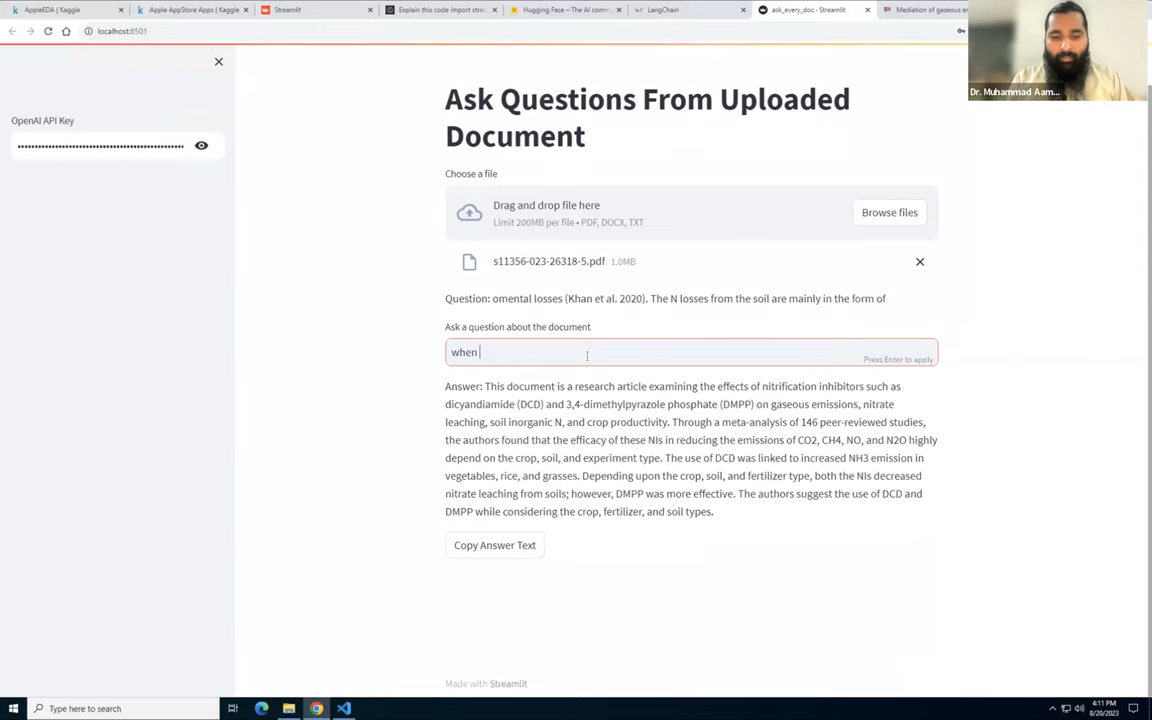 AppleEDA | Kaggle
Apple AppStore Apps | Kaggle
Streamlit
Explain this code import stre
Hugging Face – The AI comm
LangChain
ask_every_doc · Streamlit
Mediation of gaseous em
localhost:8501
Dr. Muhammad Aam...
OpenAI API Key
Ask Questions From Uploaded
Document
Choose a file
Drag and drop file here
Limit 200MB per file • PDF, DOCX, TXT
Browse files
s11356-023-26318-5.pdf 1.0MB
Question: omental losses (Khan et al. 2020). The N losses from the soil are mainly in the form of
Ask a question about the document
when
Press Enter to apply
Answer: This document is a research article examining the effects of nitrification inhibitors such as
dicyandiamide (DCD) and 3,4-dimethylpyrazole phosphate (DMPP) on gaseous emissions, nitrate
leaching, soil inorganic N, and crop productivity. Through a meta-analysis of 146 peer-reviewed studies,
the authors found that the efficacy of these NIs in reducing the emissions of CO2, CH4, NO, and N2O highly
depend on the crop, soil, and experiment type. The use of DCD was linked to increased NH3 emission in
vegetables, rice, and grasses. Depending upon the crop, soil, and fertilizer type, both the NIs decreased
nitrate leaching from soils; however, DMPP was more effective. The authors suggest the use of DCD and
DMPP while considering the crop, fertilizer, and soil types.
Copy Answer Text
Made with Streamlit
Type here to search
4:11 PM
8/20/2023